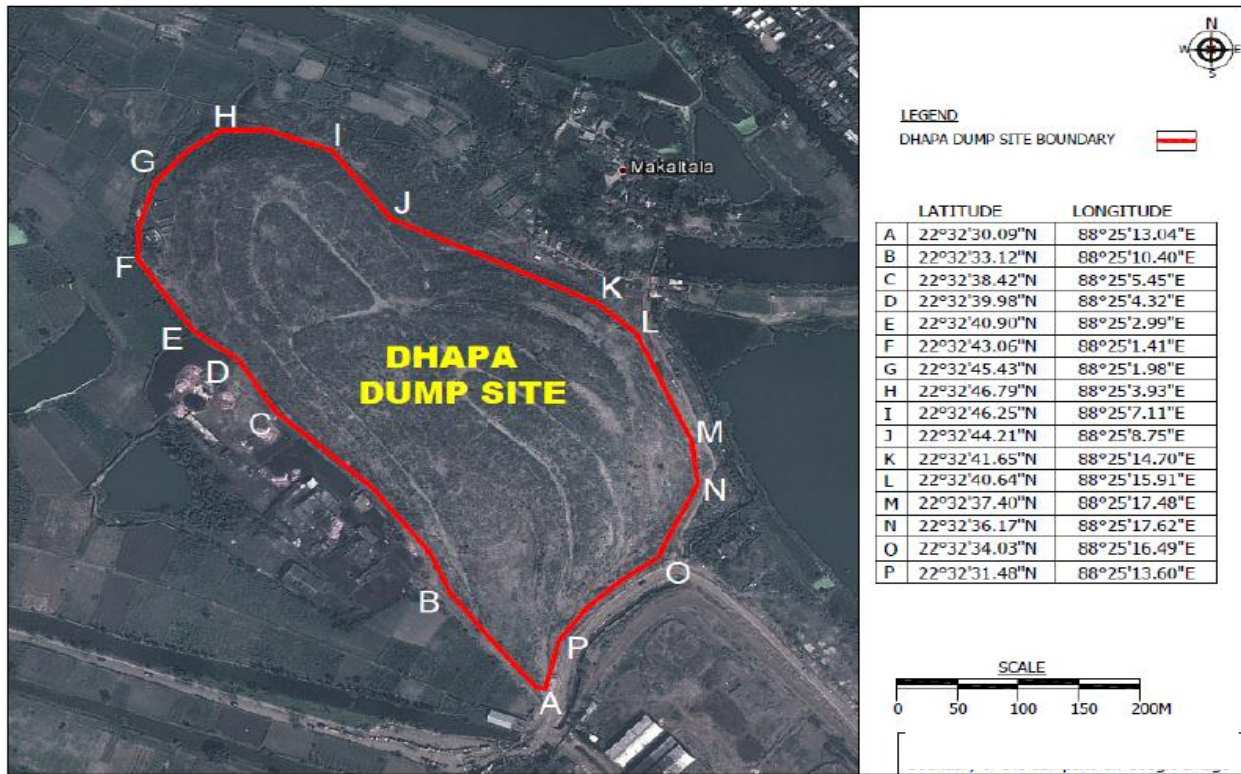 H
I
G
Makaltala
J
F
K
L
E
DHAPA
DUMP SITE
D
C
M
N
O
B
P
A
N
W E
S
LEGEND
DHAPA DUMP SITE BOUNDARY
LATITUDE LONGITUDE
A 22°32'30.09"N 88°25'13.04"E
B 22°32'33.12"N 88°25'10.40"E
C 22°32'38.42"N 88°25'5.45"E
D 22°32'39.98"N 88°25'4.32"E
E 22°32'40.90"N 88°25'2.99"E
F 22°32'43.06"N 88°25'1.41"E
G 22°32'45.43"N 88°25'1.98"E
H 22°32'46.79"N 88°25'3.93"E
I 22°32'46.25"N 88°25'7.11"E
J 22°32'44.21"N 88°25'8.75"E
K 22°32'41.65"N 88°25'14.70"E
L 22°32'40.64"N 88°25'15.91"E
M 22°32'37.40"N 88°25'17.48"E
N 22°32'36.17"N 88°25'17.62"E
O 22°32'34.03"N 88°25'16.49"E
P 22°32'31.48"N 88°25'13.60"E
SCALE
0 50 100 150 200M